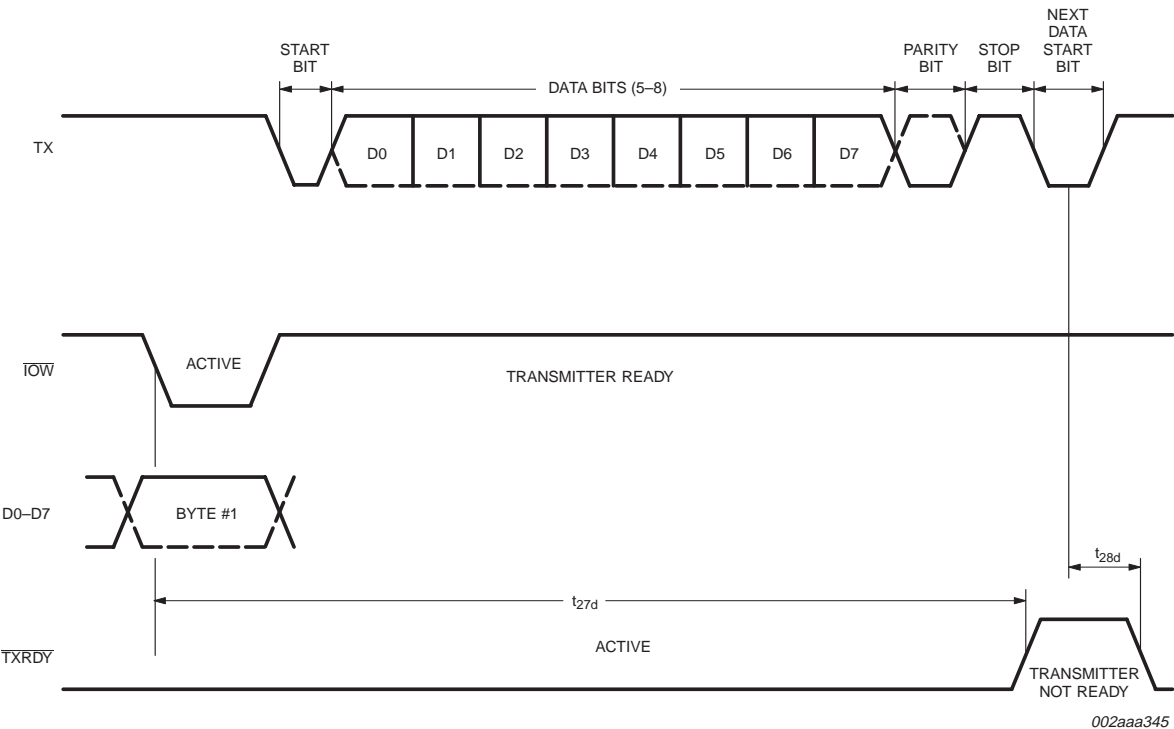 START
BIT
DATA BITS (5–8)
PARITY
BIT
STOP
BIT
NEXT
DATA
START
BIT
TX
D0
D1
D2
D3
D4
D5
D6
D7
IOW
ACTIVE
TRANSMITTER READY
D0–D7
BYTE #1
t28d
t27d
TXRDY
ACTIVE
TRANSMITTER
NOT READY
002aaa345